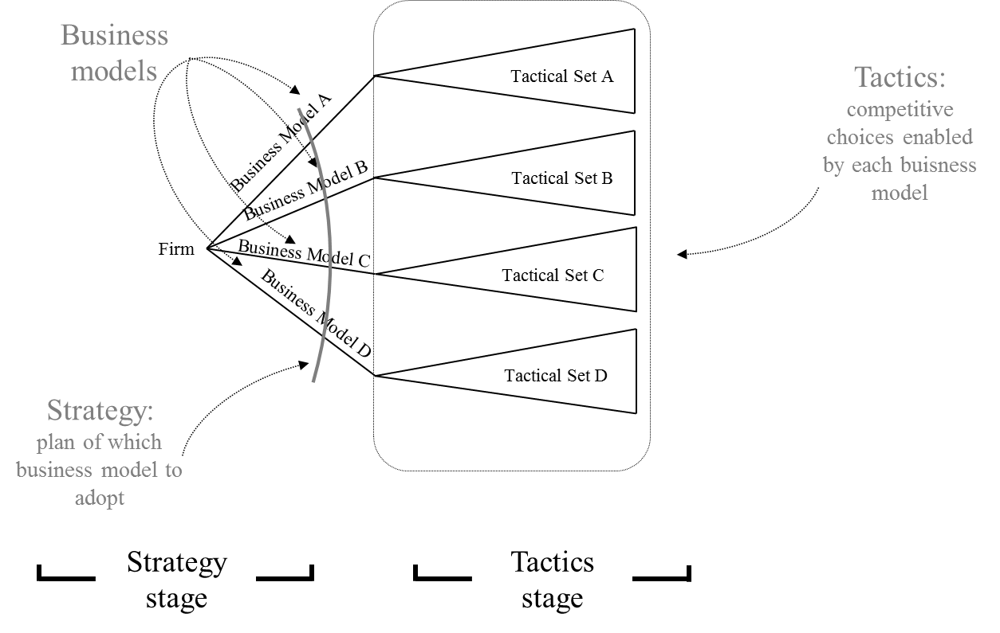 Business
models
Business Model A
Business Model B
Business Model C
Business Model D
Firm
Tactical Set A
Tactical Set B
Tactical Set C
Tactical Set D
Tactics:
competitive
choices enabled
by each buisness
model
Strategy:
plan of which
business model to
adopt
Strategy
stage
Tactics
stage